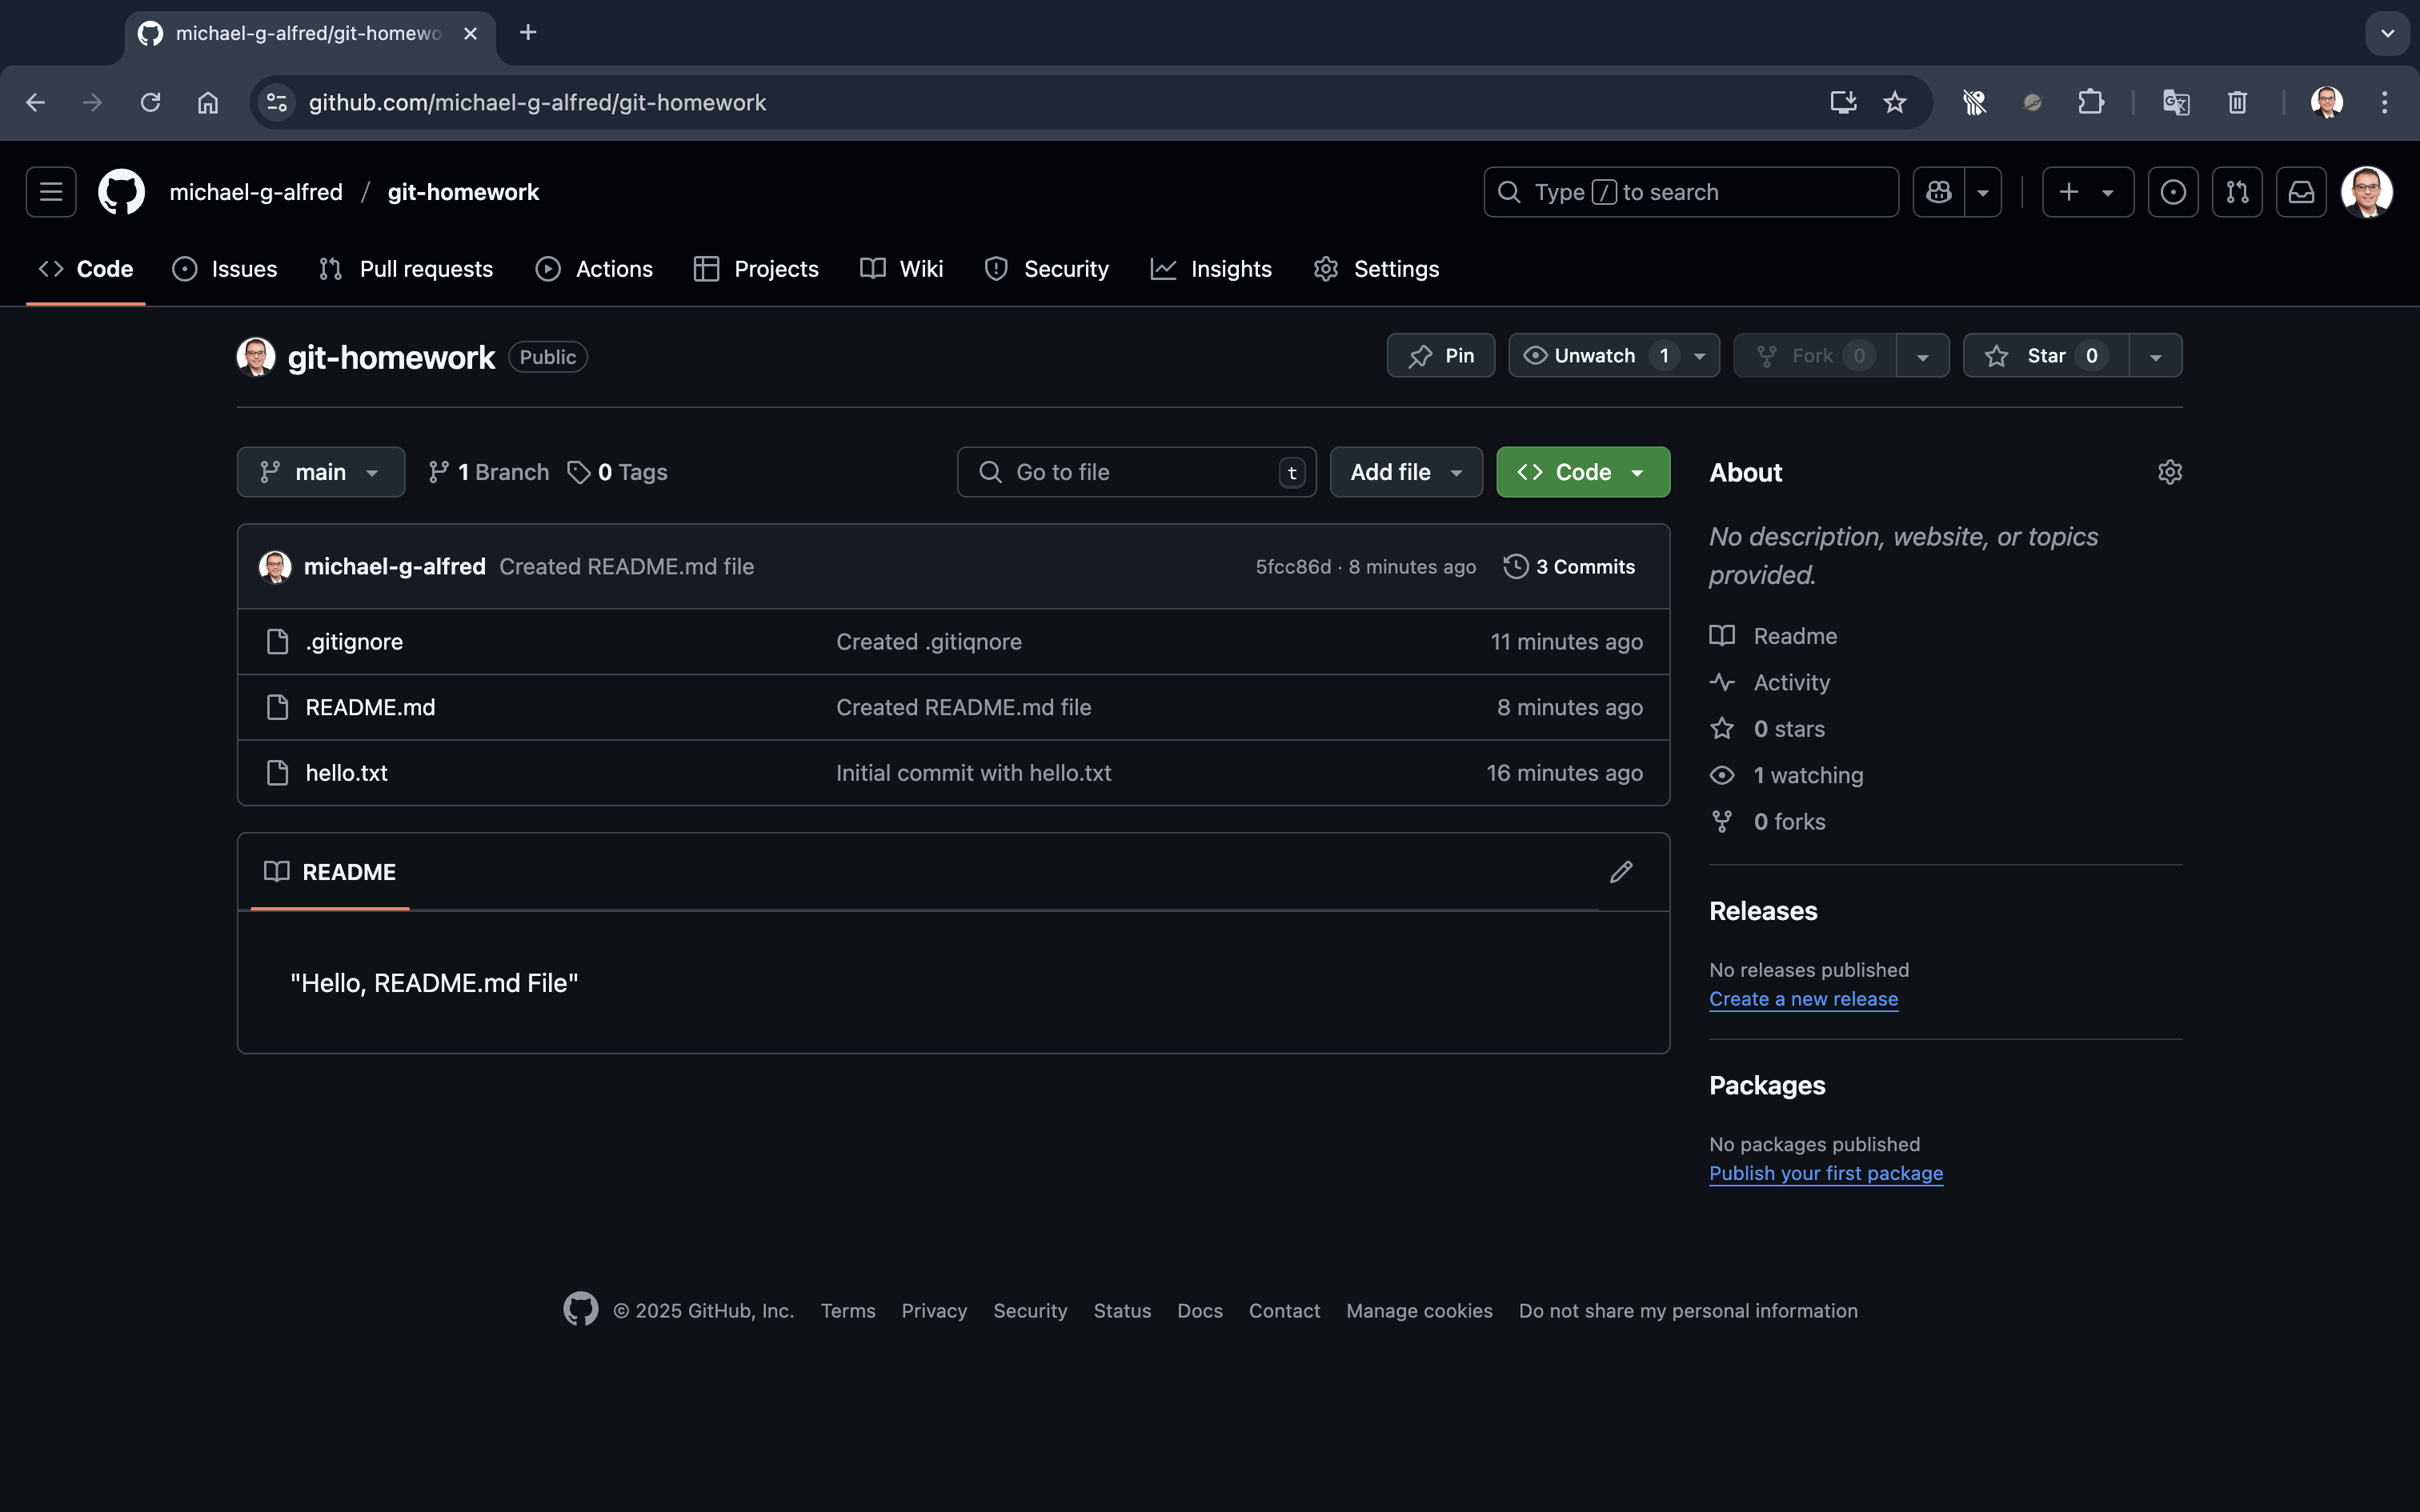 michael-g-alfred/git-homewo
github.com/michael-g-alfred/git-homework
michael-g-alfred / git-homework
Type / to search
Code Issues Pull requests Actions Projects Wiki Security Insights Settings
git-homework Public
Pin Unwatch 1 Fork 0 Star 0
main 1 Branch 0 Tags Go to file t Add file Code
michael-g-alfred Created README.md file 5fcc86d · 8 minutes ago 3 Commits
.gitignore Created .gitiqnore 11 minutes ago
README.md Created README.md file 8 minutes ago
hello.txt Initial commit with hello.txt 16 minutes ago
README
"Hello, README.md File"
About
No description, website, or topics
provided.
Readme
Activity
0 stars
1 watching
0 forks
Releases
No releases published
Create a new release
Packages
No packages published
Publish your first package
© 2025 GitHub, Inc. Terms Privacy Security Status Docs Contact Manage cookies Do not share my personal information